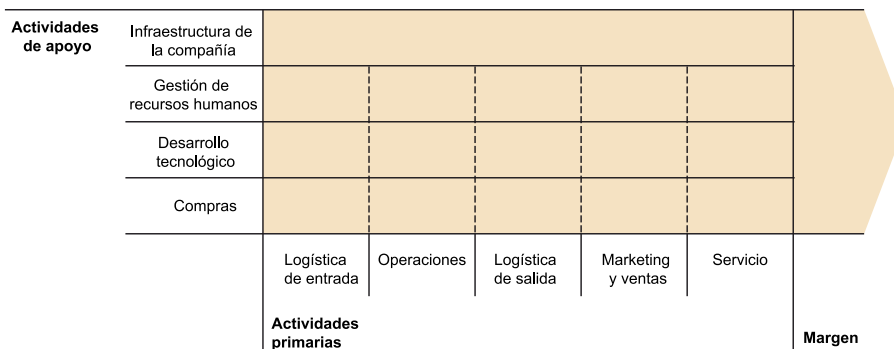 Actividades
de apoyo
Infraestructura de
la compañía
Gestión de
recursos humanos
Desarrollo
tecnológico
Compras
Logística
de entrada
Operaciones
Logística
de salida
Marketing
y ventas
Servicio
Actividades
primarias
Margen